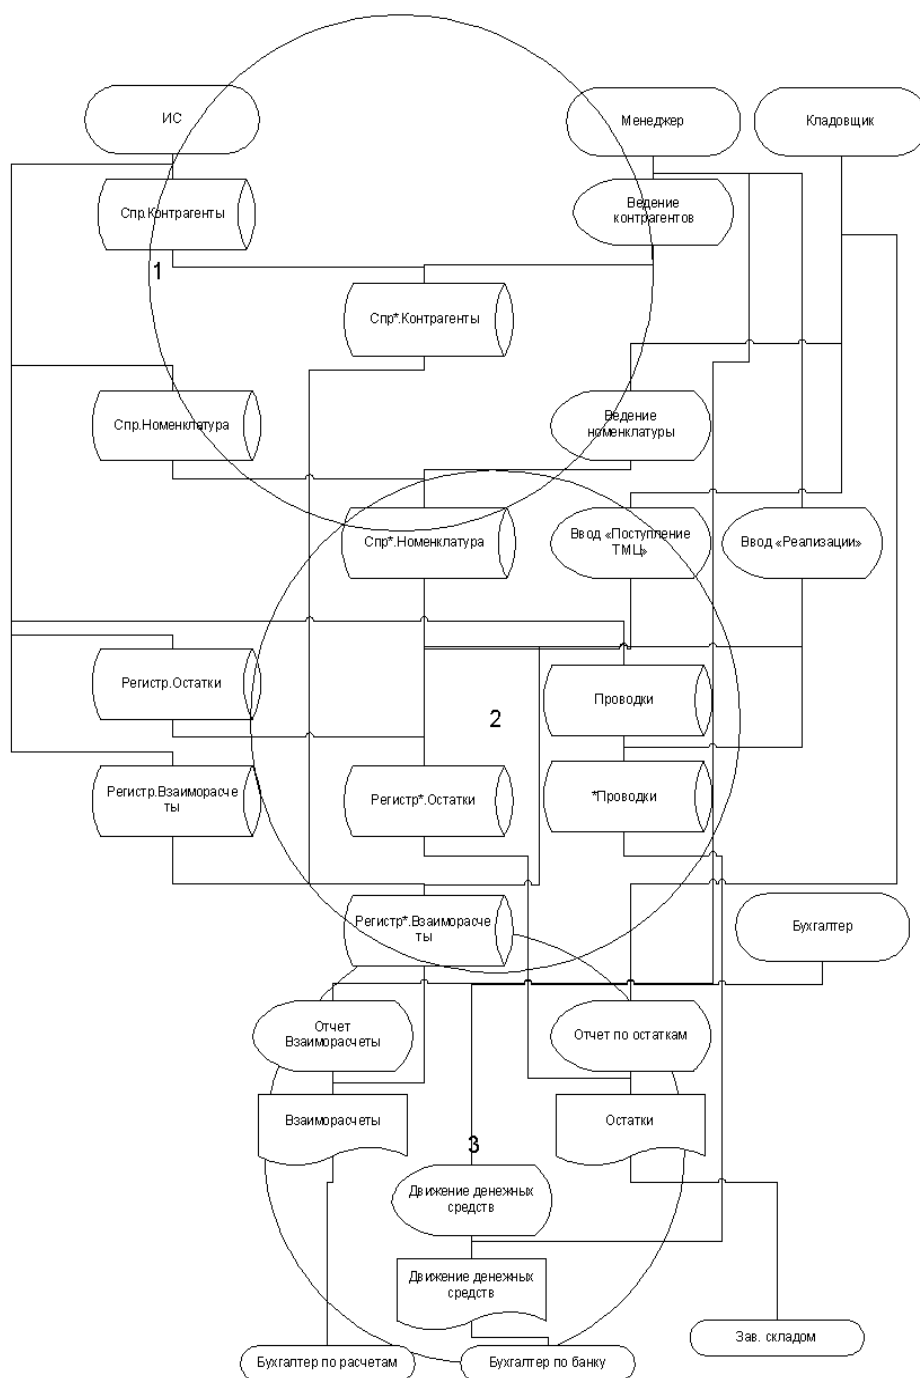 ИС
Менеджер
Кладовщик
Спр.Контрагенты
Ведение
контрагентов
1
Спр*.Контрагенты
Спр.Номенклатура
Ведение
номенклатуры
Спр*.Номенклатура
Ввод «Поступление
ТМЦ»
Ввод «Реализации»
Регистр.Остатки
Проводки
2
Регистр.Взаиморасче
ты
Регистр*.Остатки
*Проводки
Регистр*.Взаиморасче
ты
Бухгалтер
Отчет
Взаиморасчеты
Отчет по остаткам
Взаиморасчеты
Остатки
3
Движение денежных
средств
Движение денежных
средств
Зав. складом
Бухгалтер по расчетам
Бухгалтер по банку